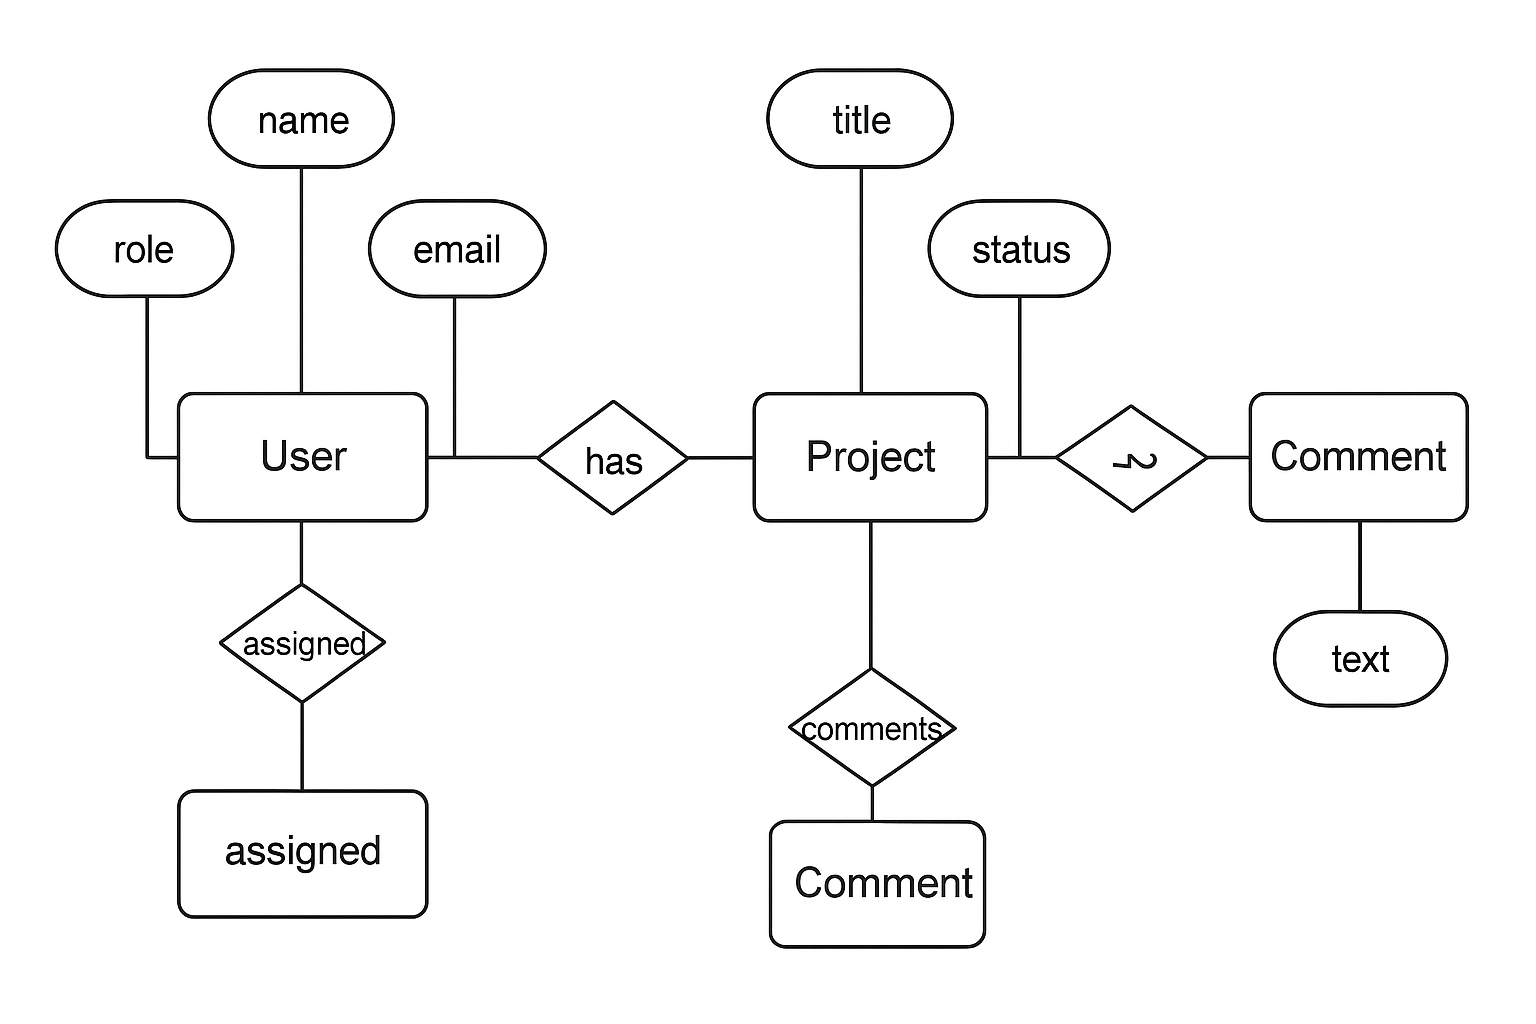 name
title
role
email
status
User
has
Project
Comment
assigned
text
comments
assigned
Comment